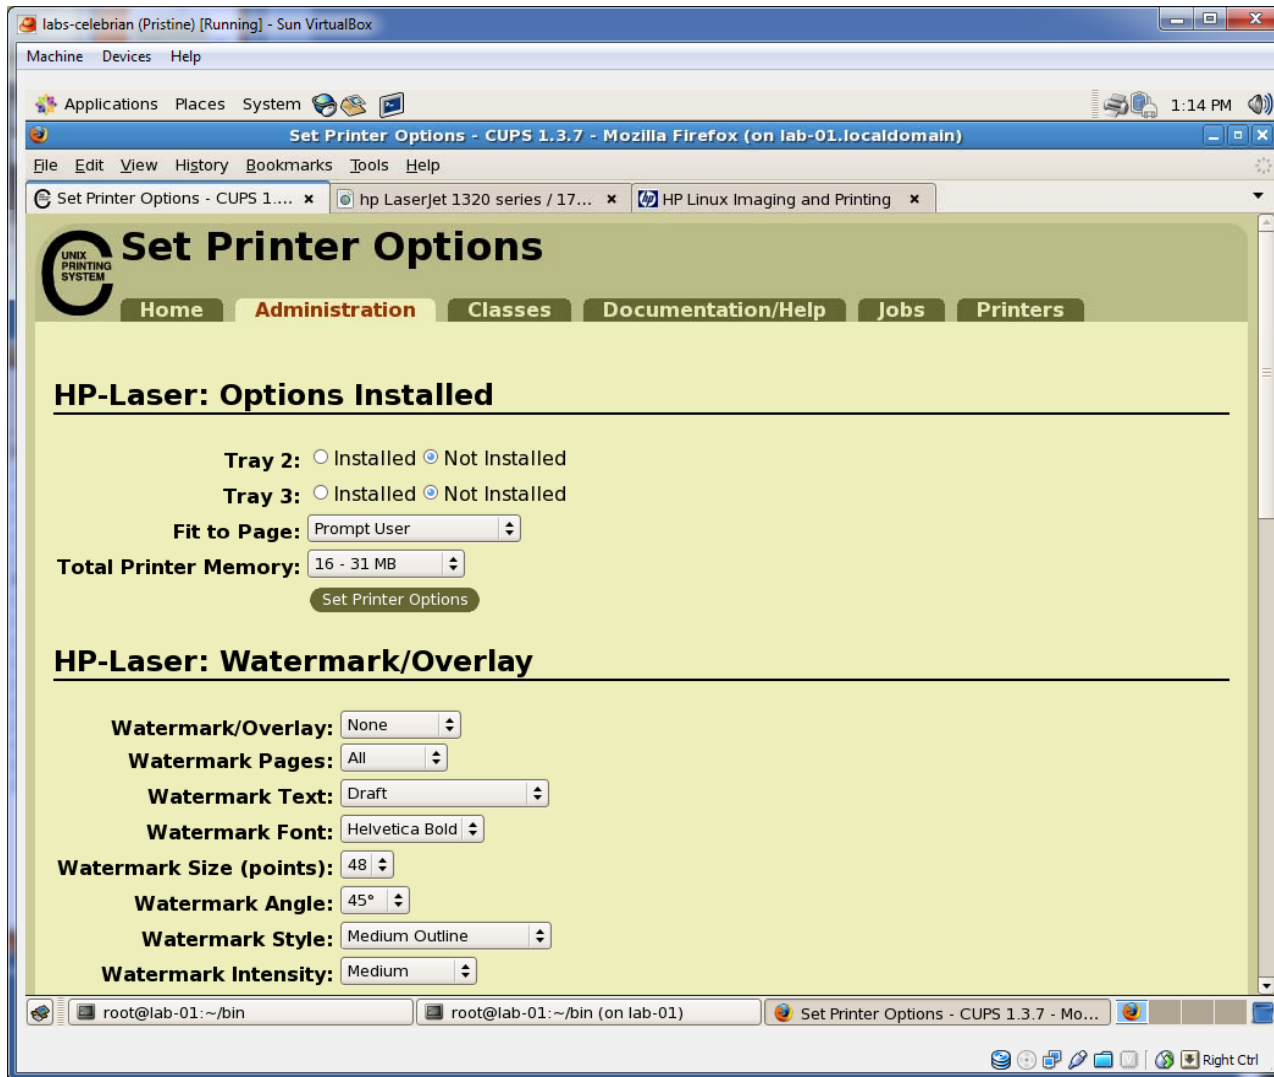 labs-celebrian (Pristine) [Running] - Sun VirtualBox
Machine Devices Help
Applications Places System 1:14 PM
Set Printer Options - CUPS 1.3.7 - Mozilla Firefox (on lab-01.localdomain)
File Edit View History Bookmarks Tools Help
Set Printer Options - CUPS 1.... hp LaserJet 1320 series / 17... HP Linux Imaging and Printing
UNIX
PRINTING
SYSTEM
Set Printer Options
Home Administration Classes Documentation/Help Jobs Printers
HP-Laser: Options Installed
Tray 2: Installed Not Installed
Tray 3: Installed Not Installed
Fit to Page: Prompt User
Total Printer Memory: 16 - 31 MB
Set Printer Options
HP-Laser: Watermark/Overlay
Watermark/Overlay: None
Watermark Pages: All
Watermark Text: Draft
Watermark Font: Helvetica Bold
Watermark Size (points): 48
Watermark Angle: 45°
Watermark Style: Medium Outline
Watermark Intensity: Medium
root@lab-01:~/bin root@lab-01:~/bin (on lab-01) Set Printer Options - CUPS 1.3.7 - Mo...
Right Ctrl